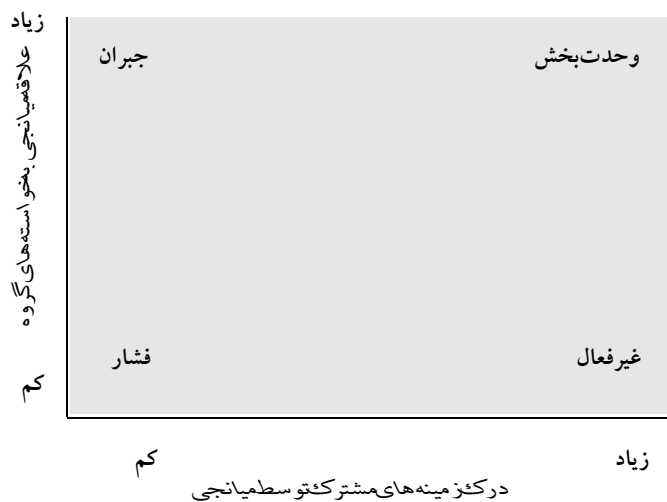 زیاد
وحدت‌بخش
جبران
علاقه‌میانجی به‌خواسته‌های‌گروه
غیرفعال
فشار
کم
زیاد
کم
درک‌زمینه‌های‌مشترک‌توسط‌میانجی